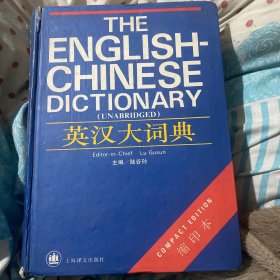 THE
ENGLISH-
CHINESE
DICTIONARY
(UNABRIDGED)
英汉大词典
Editor-in-Chief Lu Gusun
主编 陆谷孙
COMPACT EDITION
缩印本
上海译文出版社